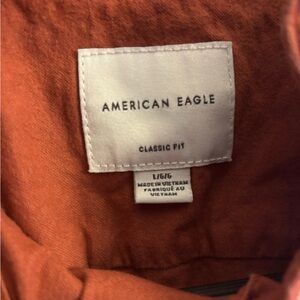 AMERICAN EAGLE
CLASSIC FIT
L/G/G
MADE IN VIETNAM
FABRIQUÉ AU
VIETNAM